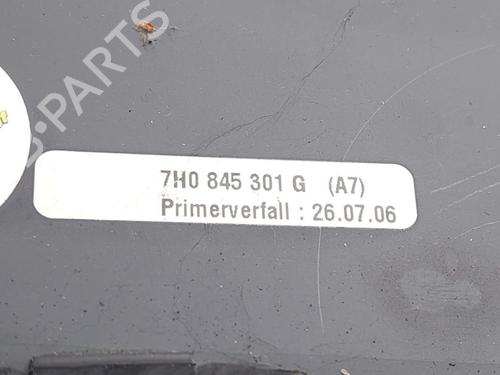 B-PARTS
7H0 845 301 G (A7)
Primerverfall : 26.07.06